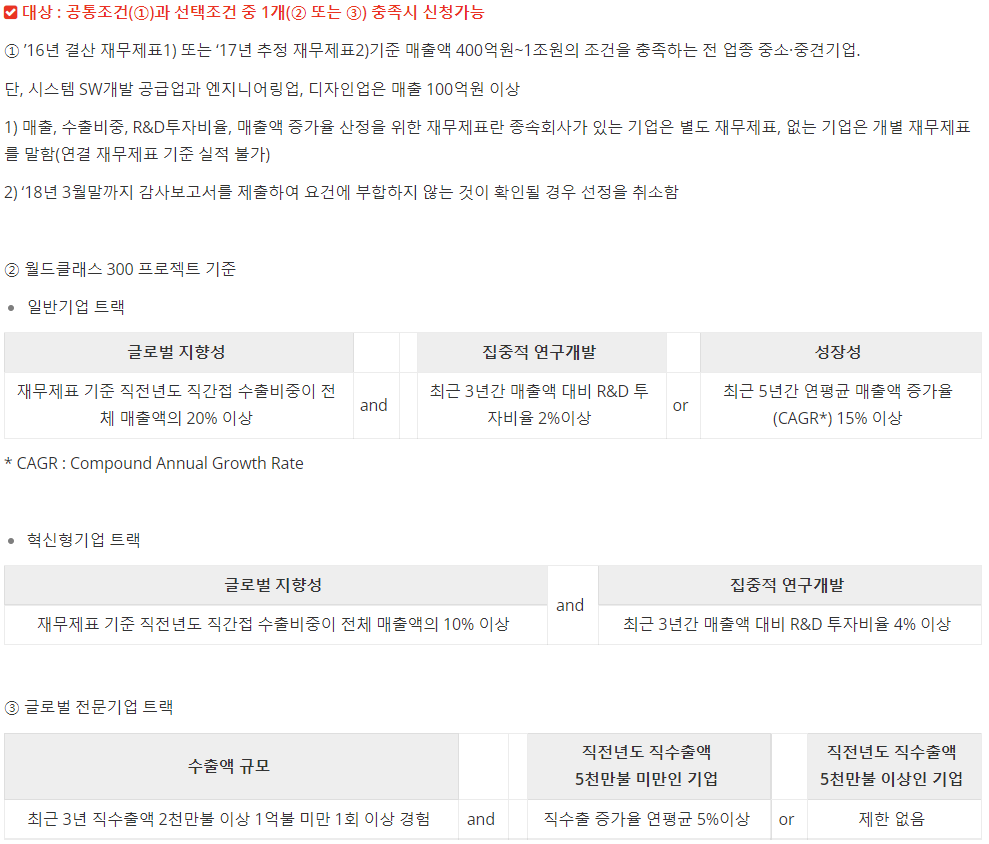 대상 : 공통조건(①)과 선택조건 중 1개(② 또는 ③) 충족시 신청가능
① ’16년 결산 재무제표1) 또는 ‘17년 추정 재무제표2)기준 매출액 400억원~1조원의 조건을 충족하는 전 업종 중소·중견기업.
단, 시스템 SW개발 공급업과 엔지니어링업, 디자인업은 매출 100억원 이상
1) 매출, 수출비중, R&D투자비율, 매출액 증가율 산정을 위한 재무제표란 종속회사가 있는 기업은 별도 재무제표, 없는 기업은 개별 재무제표
를 말함(연결 재무제표 기준 실적 불가)
2) ‘18년 3월말까지 감사보고서를 제출하여 요건에 부합하지 않는 것이 확인될 경우 선정을 취소함
② 월드클래스 300 프로젝트 기준
• 일반기업 트랙
글로벌 지향성
재무제표 기준 직전년도 직간접 수출비중이 전
체 매출액의 20% 이상
and
집중적 연구개발
최근 3년간 매출액 대비 R&D 투
자비율 2%이상
or
성장성
최근 5년간 연평균 매출액 증가율
(CAGR*) 15% 이상
* CAGR : Compound Annual Growth Rate
• 혁신형기업 트랙
글로벌 지향성
재무제표 기준 직전년도 직간접 수출비중이 전체 매출액의 10% 이상
and
집중적 연구개발
최근 3년간 매출액 대비 R&D 투자비율 4% 이상
③ 글로벌 전문기업 트랙
수출액 규모
최근 3년 직수출액 2천만불 이상 1억불 미만 1회 이상 경험
and
직전년도 직수출액
5천만불 미만인 기업
직수출 증가율 연평균 5%이상
or
직전년도 직수출액
5천만불 이상인 기업
제한 없음